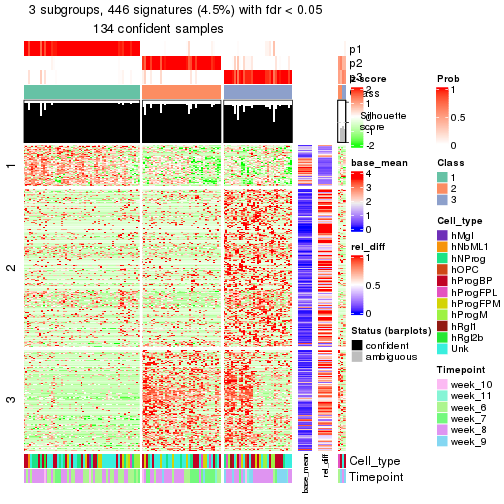 3 subgroups, 446 signatures (4.5%) with fdr < 0.05
134 confident samples
p1
p2
p3
Class
Silhouette
score
1
2
3
base_mean
rel_diff
Cell_type
Timepoint
z-score
2
1
0
-1
-2
base_mean
4
3
2
1
0
rel_diff
1
0.5
0
Status (barplots)
confident
ambiguous
Prob
1
0.5
0
Class
1
2
3
Cell_type
hMgl
hNbML1
hNProg
hOPC
hProgBP
hProgFPL
hProgFPM
hProgM
hRgl1
hRgl2b
Unk
Timepoint
week_10
week_11
week_6
week_7
week_8
week_9